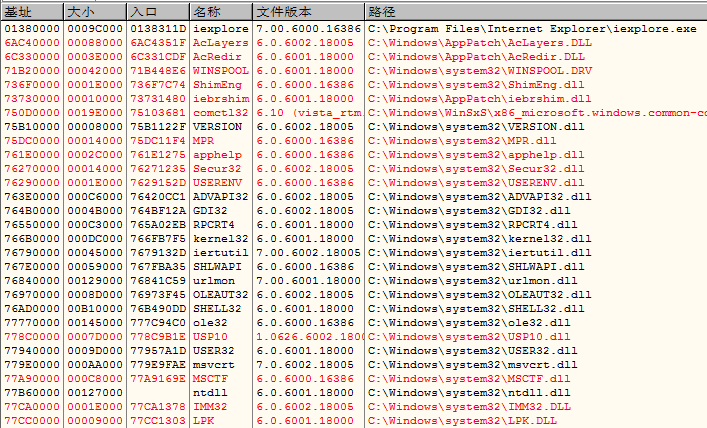 基址 大小 入口 名称 文件版本 路径
01380000 0009C000 0138311D iexplore 7.00.6000.16386 C:\Program Files\Internet Explorer\iexplore.exe
6AC40000 00088000 6AC4351F AcLayers 6.0.6002.18005 C:\Windows\AppPatch\AcLayers.DLL
6C330000 0003E000 6C331CDF AcRedir 6.0.6001.18000 C:\Windows\AppPatch\AcRedir.DLL
71B20000 00042000 71B448E6 WINSPOOL 6.0.6001.18000 C:\Windows\system32\WINSPOOL.DRV
736F0000 0001E000 736F7C74 ShimEng 6.0.6000.16386 C:\Windows\system32\ShimEng.dll
73730000 00010000 73731480 iebrshim 6.0.6001.18000 C:\Windows\AppPatch\iebrshim.dll
750D0000 0019E000 75103681 comctl32 6.10 (vista_rtm C:\Windows\WinSxS\x86_microsoft.windows.common-co
75B10000 00008000 75B1122F VERSION 6.0.6002.18005 C:\Windows\system32\VERSION.dll
75DC0000 00014000 75DC11F4 MPR 6.0.6000.16386 C:\Windows\system32\MPR.dll
761E0000 0002C000 761E1275 apphelp 6.0.6002.18005 C:\Windows\system32\apphelp.dll
76270000 00014000 76271235 Secur32 6.0.6002.18005 C:\Windows\system32\Secur32.dll
76290000 0001E000 7629152D USERENV 6.0.6000.16386 C:\Windows\system32\USERENV.dll
763E0000 000C6000 76420CC1 ADVAPI32 6.0.6002.18005 C:\Windows\system32\ADVAPI32.dll
764B0000 0004B000 764BF12A GDI32 6.0.6002.18005 C:\Windows\system32\GDI32.dll
76550000 000C3000 765A02EB RPCRT4 6.0.6001.18000 C:\Windows\system32\RPCRT4.dll
766B0000 000DC000 766FB7F5 kernel32 6.0.6001.18000 C:\Windows\system32\kernel32.dll
76790000 00045000 7679132D iertutil 7.00.6002.18005 C:\Windows\system32\iertutil.dll
767E0000 00059000 767FBA35 SHLWAPI 6.0.6000.16386 C:\Windows\system32\SHLWAPI.dll
76840000 00129000 76841C59 urlmon 7.00.6001.18000 C:\Windows\system32\urlmon.dll
76970000 0008D000 76973F45 OLEAUT32 6.0.6002.18005 C:\Windows\system32\OLEAUT32.dll
76AD0000 00B10000 76B490DD SHELL32 6.0.6001.18000 C:\Windows\system32\SHELL32.dll
77770000 00145000 777C94C0 ole32 6.0.6000.16386 C:\Windows\system32\ole32.dll
778C0000 0007D000 778C9B1E USP10 1.0626.6002.1800 C:\Windows\system32\USP10.dll
77940000 0009D000 77957A1D USER32 6.0.6001.18000 C:\Windows\system32\USER32.dll
779E0000 000AA000 779E9FAE msvcrt 7.0.6002.18005 C:\Windows\system32\msvcrt.dll
77A90000 000C8000 77A9169E MSCTF 6.0.6000.16386 C:\Windows\system32\MSCTF.dll
77B60000 00127000 ntdll 6.0.6001.18000 C:\Windows\system32\ntdll.dll
77CA0000 0001E000 77CA1378 IMM32 6.0.6002.18005 C:\Windows\system32\IMM32.DLL
77CC0000 00009000 77CC1303 LPK 6.0.6002.18005 C:\Windows\system32\LPK.DLL